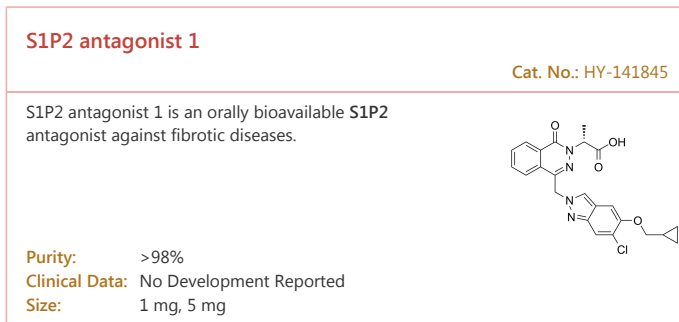 S1P2 antagonist 1
Cat. No.: HY-141845
S1P2 antagonist 1 is an orally bioavailable S1P2
antagonist against fibrotic diseases.
O
N
N
OH
O
N
N
O
Cl
Purity: >98%
Clinical Data: No Development Reported
Size: 1 mg, 5 mg